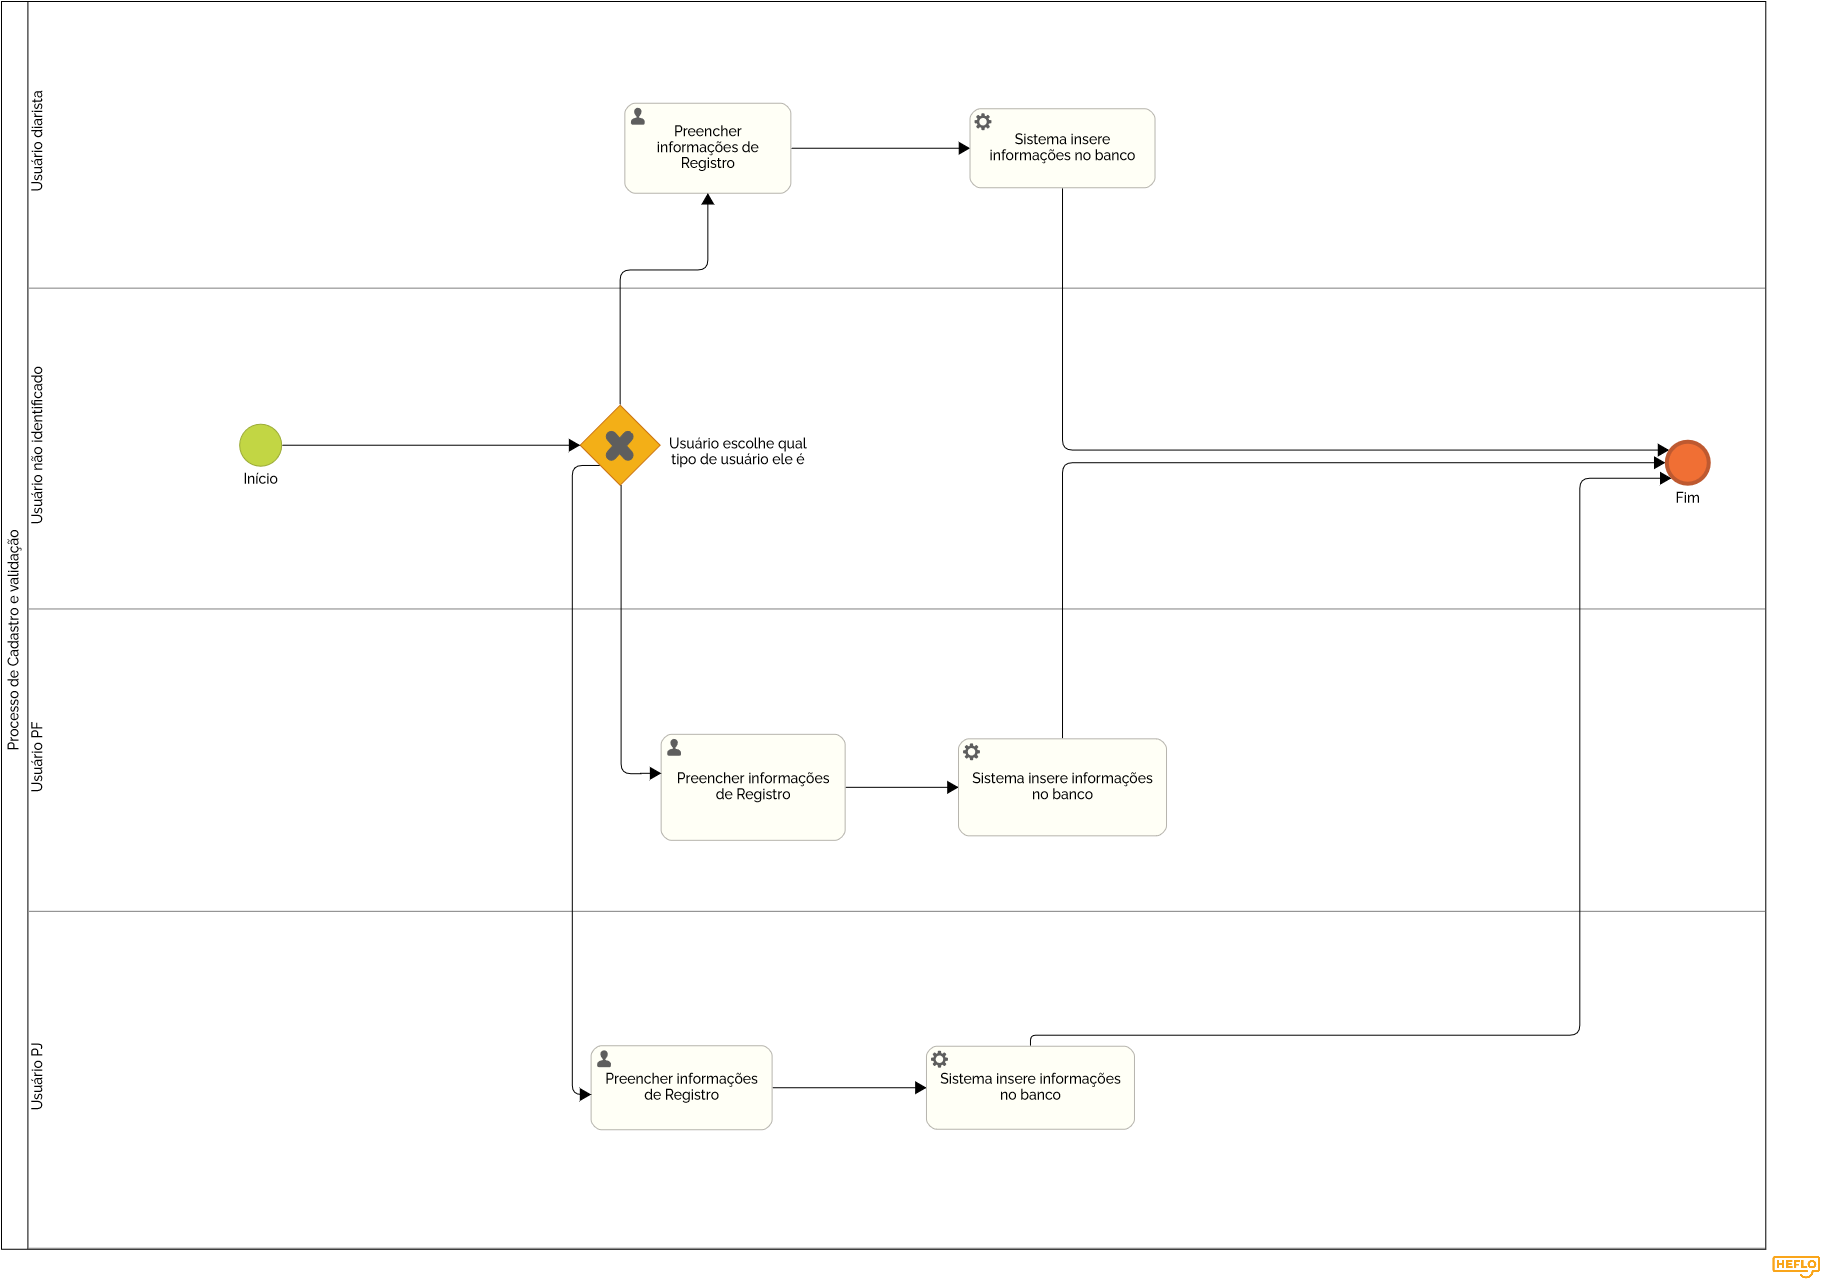 Processo de Cadastro e validação
Usuário diarista
Preencher
informações de
Registro
Sistema insere
informações no banco
Usuário não identificado
Início
Usuário escolhe qual
tipo de usuário ele é
Fim
Usuário PF
Preencher informações
de Registro
Sistema insere informações
no banco
Usuário PJ
Preencher informações
de Registro
Sistema insere informações
no banco
HEFLO